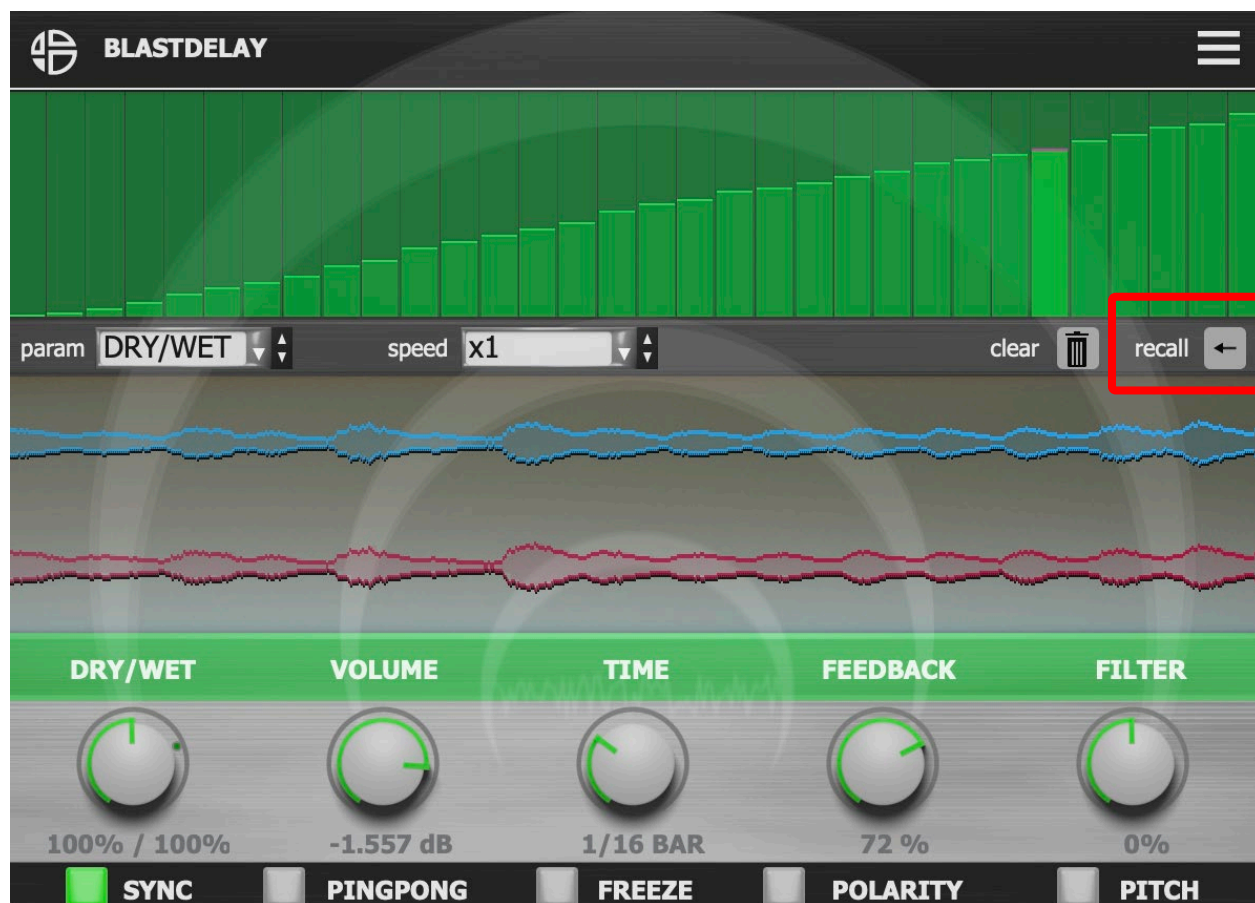 BLASTDELAY
param DRY/WET speed x1 clear recall
DRY/WET VOLUME TIME FEEDBACK FILTER
100% / 100% -1.557 dB 1/16 BAR 72 % 0%
SYNC PINGPONG FREEZE POLARITY PITCH